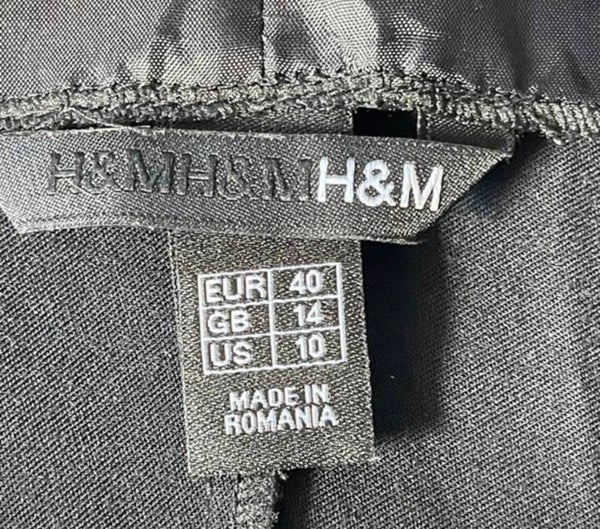 H&MH&MH&M
EUR 40
GB 14
US 10
MADE IN
ROMANIA